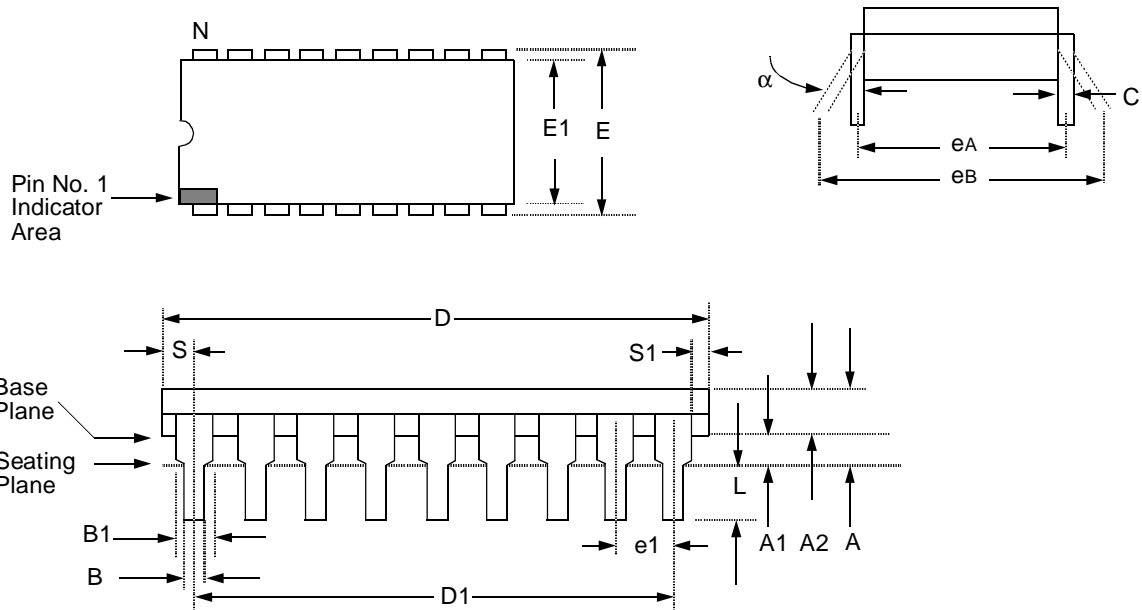 N
E1
E
Pin No. 1
Indicator
Area
α
C
eA
eB
D
S
S1
Base
Plane
Seating
Plane
L
B1
e1
A1
A2
A
B
D1